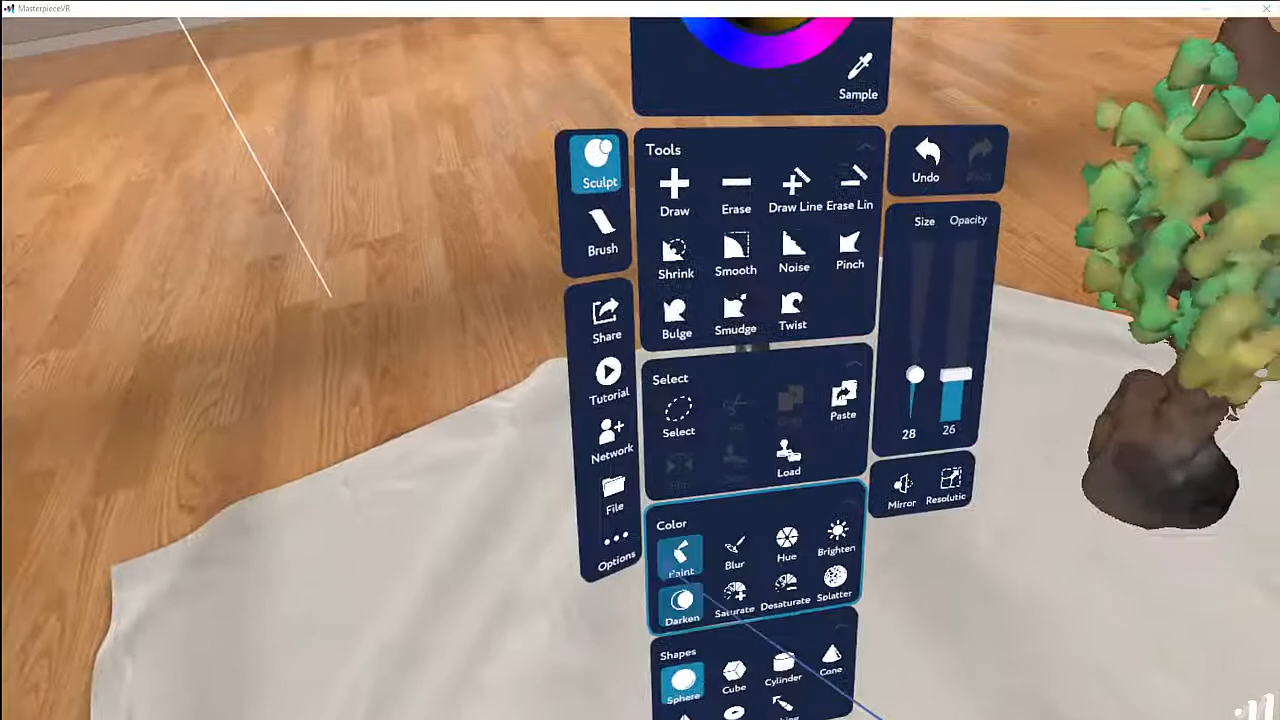 MasterpieceVR
Sample
Sculpt
Brush
Tools
Draw
Erase
Draw Line
Erase Lin
Shrink
Smooth
Noise
Pinch
Bulge
Smudge
Twist
Undo
Size
Opacity
28
26
Mirror
Resolutic
Share
Tutorial
Network
File
Options
Select
Select
Paste
Load
Color
Paint
Blur
Hue
Brighten
Darken
Saturate
Desaturate
Splatter
Shapes
Sphere
Cube
Cylinder
Cone